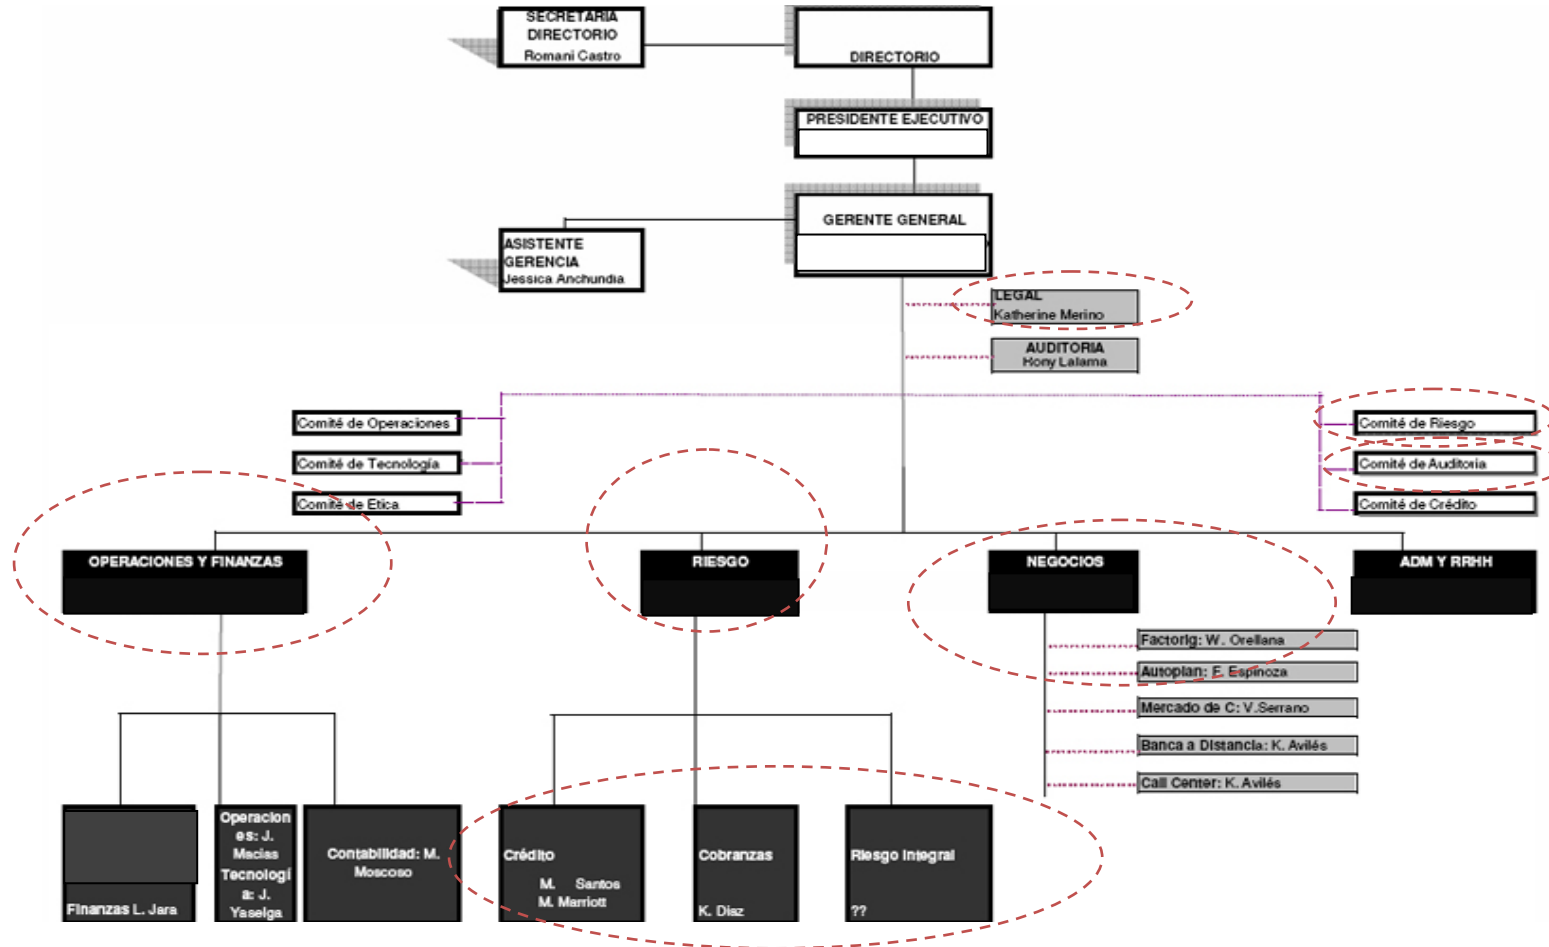 SECRETARIA
DIRECTORIO
Romani Castro
DIRECTORIO
PRESIDENTE EJECUTIVO
GERENTE GENERAL
ASISTENTE
GERENCIA
Jessica Anchundia
LEGAL
Katherine Merino
AUDITORIA
Rony Lalama
Comité de Operaciones
Comité de Tecnología
Comité de Etica
Comité de Riesgo
Comité de Auditoria
Comité de Crédito
OPERACIONES Y FINANZAS
RIESGO
NEGOCIOS
ADM Y RRHH
Factorig: W. Orellana
Autoplan: F. Espinoza
Mercado de C: V.Serrano
Banca a Distancia: K. Avilés
Call Center: K. Avilés
Finanzas L. Jara
Operacion
es: J.
Macias
Tecnologí
a: J.
Yaselga
Contabilidad: M.
Moscoso
Crédito
M. Santos
M. Marriott
Cobranzas
K. Diaz
Riesgo Integral
??